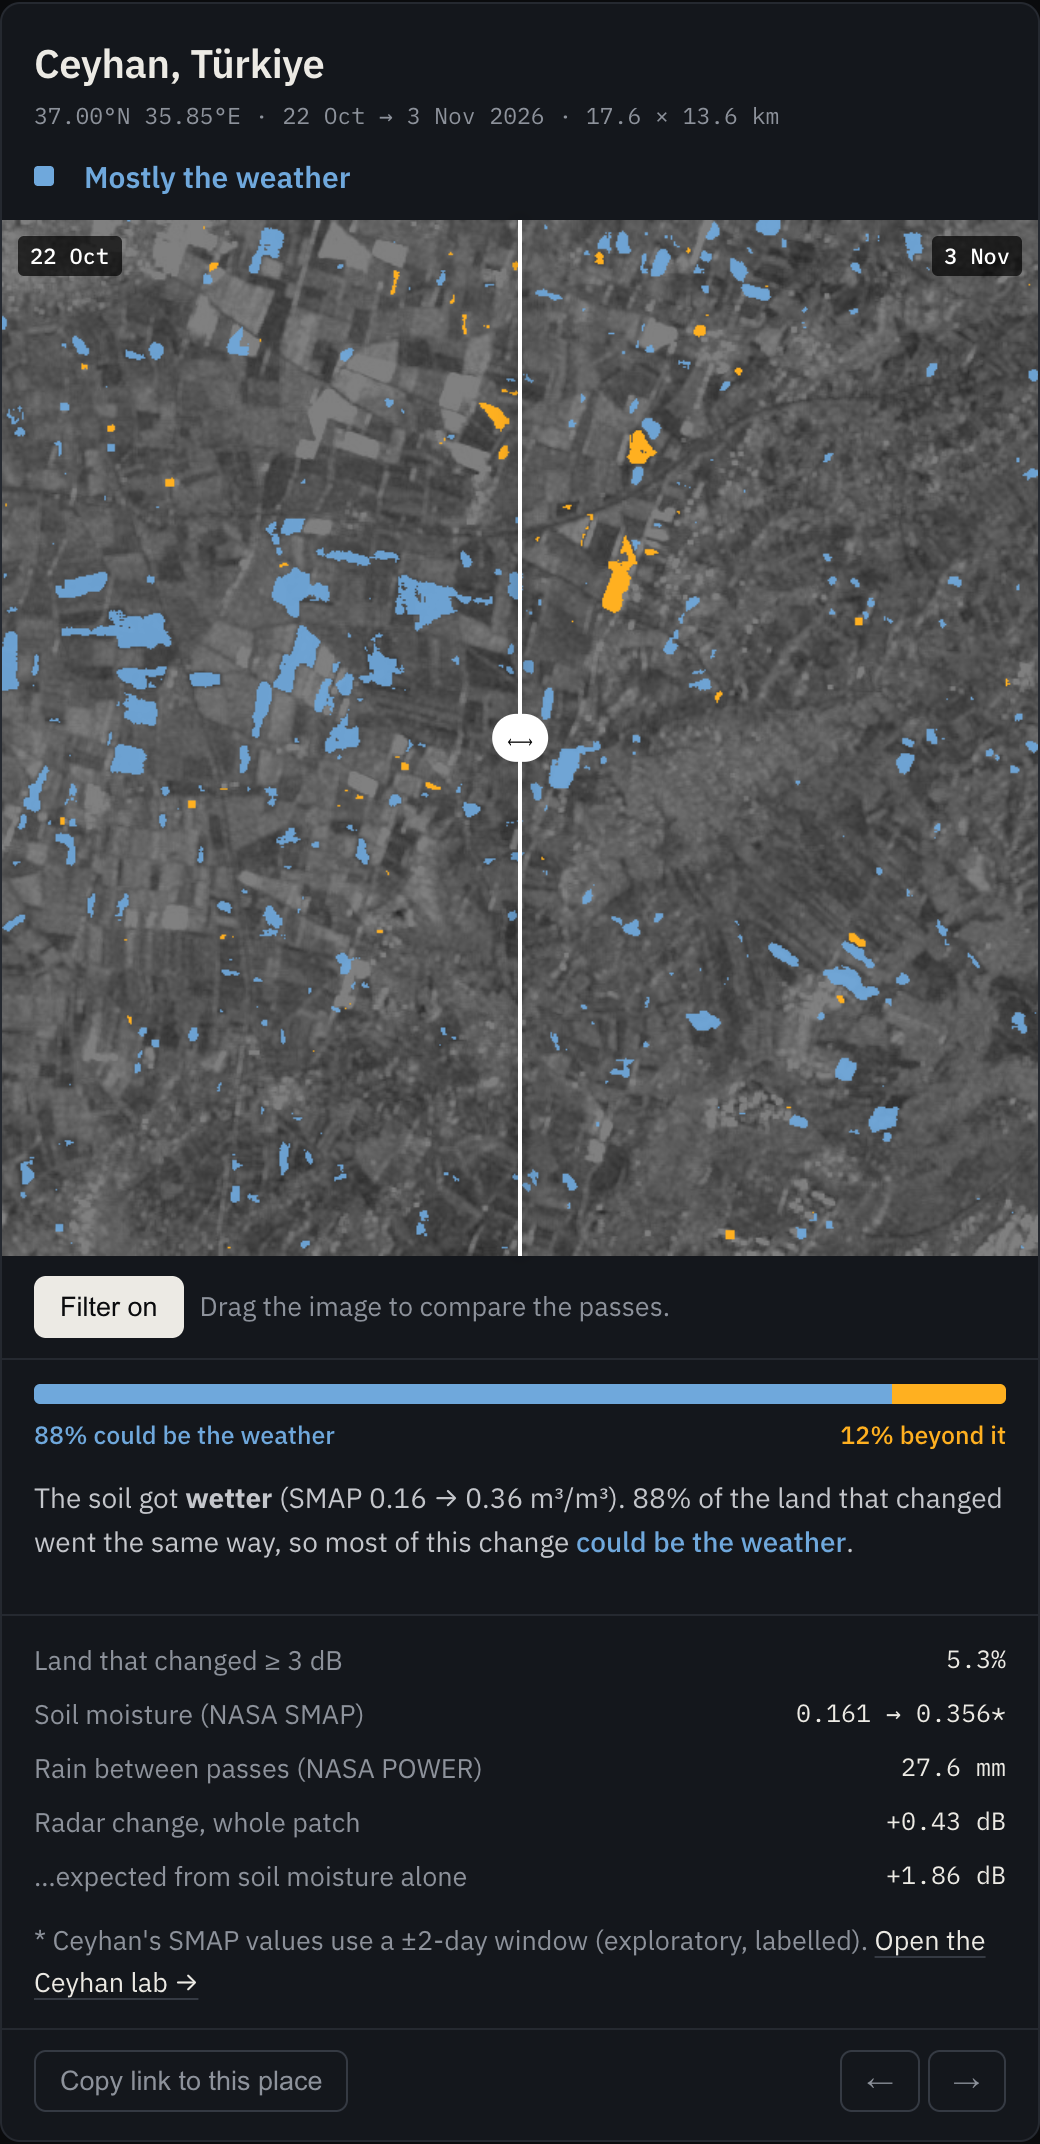 Ceyhan, Türkiye
37.00°N 35.85°E · 22 Oct → 3 Nov 2026 · 17.6 × 13.6 km
Mostly the weather
22 Oct
3 Nov
Filter on
Drag the image to compare the passes.
88% could be the weather
12% beyond it
The soil got wetter (SMAP 0.16 → 0.36 m³/m³). 88% of the land that changed
went the same way, so most of this change could be the weather.
Land that changed ≥ 3 dB
5.3%
Soil moisture (NASA SMAP)
0.161 → 0.356*
Rain between passes (NASA POWER)
27.6 mm
Radar change, whole patch
+0.43 dB
...expected from soil moisture alone
+1.86 dB
* Ceyhan's SMAP values use a ±2-day window (exploratory, labelled). Open the
Ceyhan lab →
Copy link to this place
← →